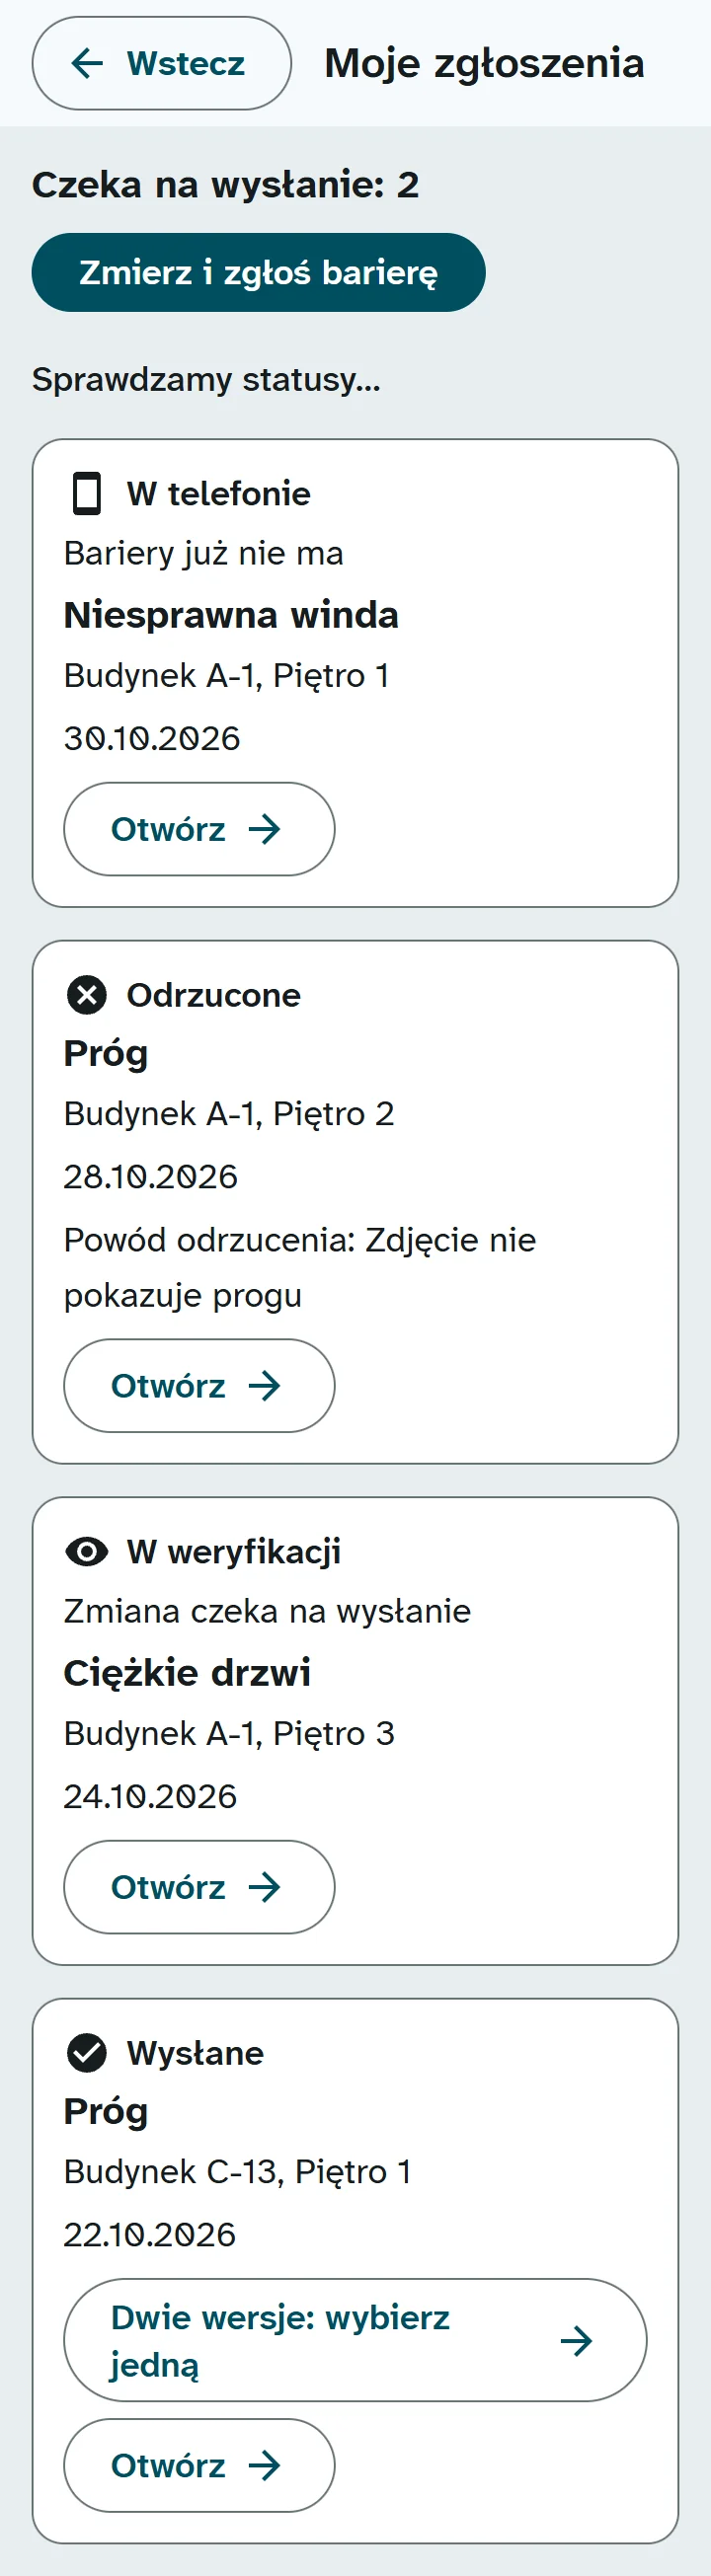 Wstecz
Moje zgłoszenia
Czeka na wysłanie: 2
Zmierz i zgłoś barierę
Sprawdzamy statusy...
W telefonie
Bariery już nie ma
Niesprawna winda
Budynek A-1, Piętro 1
30.10.2026
Otwórz
Odrzucone
Próg
Budynek A-1, Piętro 2
28.10.2026
Powód odrzucenia: Zdjęcie nie
pokazuje progu
Otwórz
W weryfikacji
Zmiana czeka na wysłanie
Ciężkie drzwi
Budynek A-1, Piętro 3
24.10.2026
Otwórz
Wysłane
Próg
Budynek C-13, Piętro 1
22.10.2026
Dwie wersje: wybierz
jedną
Otwórz